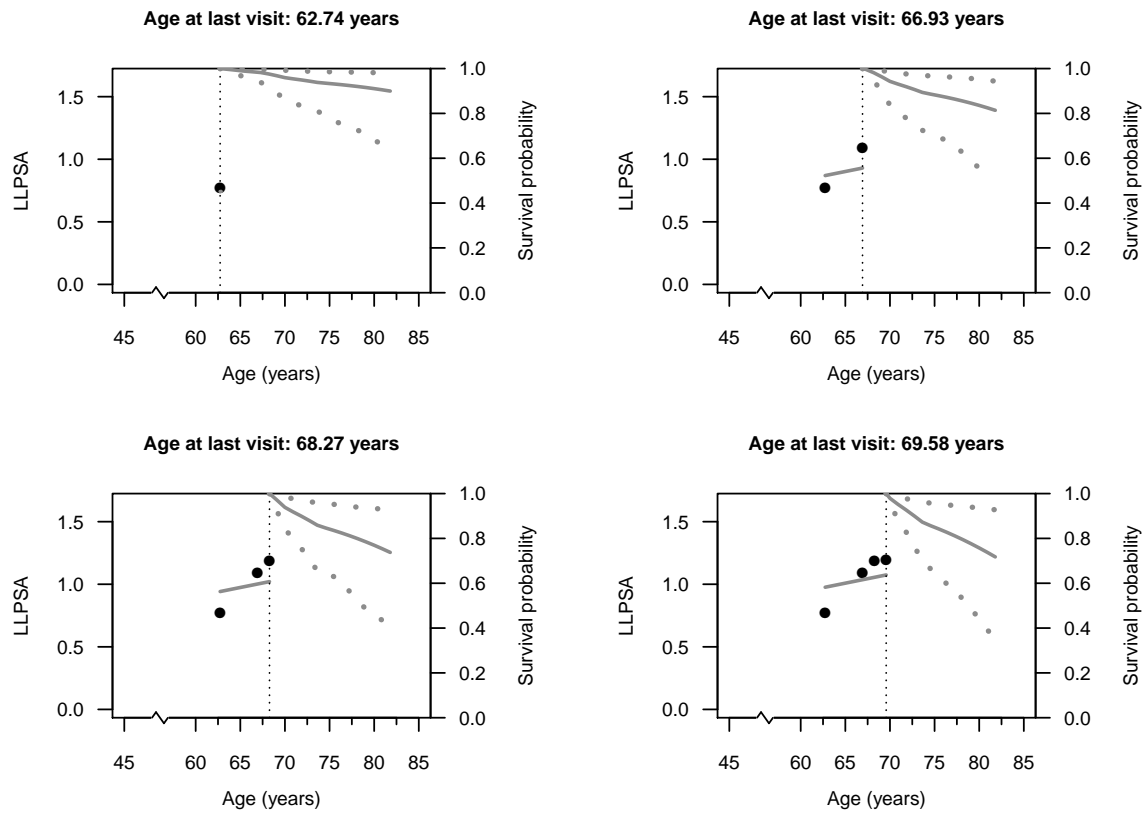 Age at last visit: 62.74 years
LLPSA
0.0
0.5
1.0
1.5
45 60 65 70 75 80 85
Age (years)
0.0
0.2
0.4
0.6
0.8
1.0
Survival probability
Age at last visit: 66.93 years
LLPSA
0.0
0.5
1.0
1.5
45 60 65 70 75 80 85
Age (years)
0.0
0.2
0.4
0.6
0.8
1.0
Survival probability
Age at last visit: 68.27 years
LLPSA
0.0
0.5
1.0
1.5
45 60 65 70 75 80 85
Age (years)
0.0
0.2
0.4
0.6
0.8
1.0
Survival probability
Age at last visit: 69.58 years
LLPSA
0.0
0.5
1.0
1.5
45 60 65 70 75 80 85
Age (years)
0.0
0.2
0.4
0.6
0.8
1.0
Survival probability